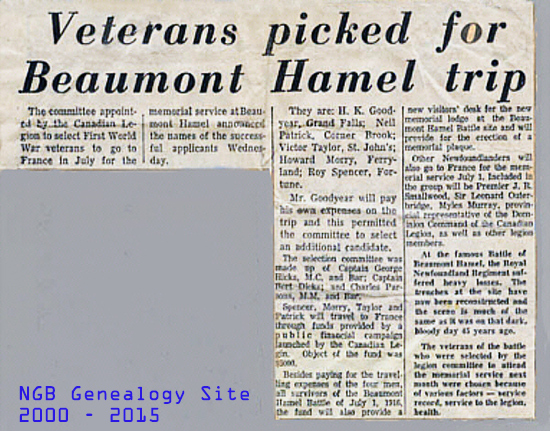 Veterans picked for
Beaumont Hamel trip
The committee appoint-
ed by the Canadian Le-
gion to select First World
War veterans to go to
France in July for the
memorial service at Beau-
mont Hamel announced
the names of the success-
ful applicants Wednes-
day.
They are: H. K. Good-
year, Grand Falls; Neil
Patrick, Corner Brook;
Victor Taylor, St. John's;
Howard Morry, Ferry-
land; Roy Spencer, For-
tune.
Mr. Goodyear will pay
his own expenses on the
trip and this permitted
the committee to select
an additional candidate.
The selection committee was
made up of Captain George
Hicks, M.C. and Bar; Captain
Bert Dicks; and Charles Par-
sons, M.M. and Bar.
Spencer, Morry, Taylor and
Patrick will travel to France
through funds provided by a
public financial campaign
launched by the Canadian Le-
gin. Object of the fund was
Besides paying for the travel-
ling expenses of the four men,
all survivors of the Beaumont
Hamel Battle of July 1, 1916,
the fund will also provide a
new visitors' desk for the new
memorial lodge at the Beau-
mont Hamel Battle site and will
provide for the erection of a
memorial plaque.
Other Newfoundlanders will
also go to France for the mem-
orial service July 1. Included in
the group will be Premier J. R.
Smallwood, Sir Leonard Outer-
bridge, Myles Murray, provin-
cial representative of the Dom-
inion Command of the Canadian
Legion, as well as other legion
members.
At the famous Battle of
Beaumont Hamel, the Royal
Newfoundland Regiment suf-
fered heavy losses. The
trenches at the site have
now been reconstructed and
the scene is much of the
same as it was on that dark,
bloody day 45 years ago.
The veterans of the battle
who were selected by the
legion committee to attend
the memorial service next
month were chosen because
of various factors — service
record, service to the legion,
health.
NGB Genealogy Site
2000 - 2015